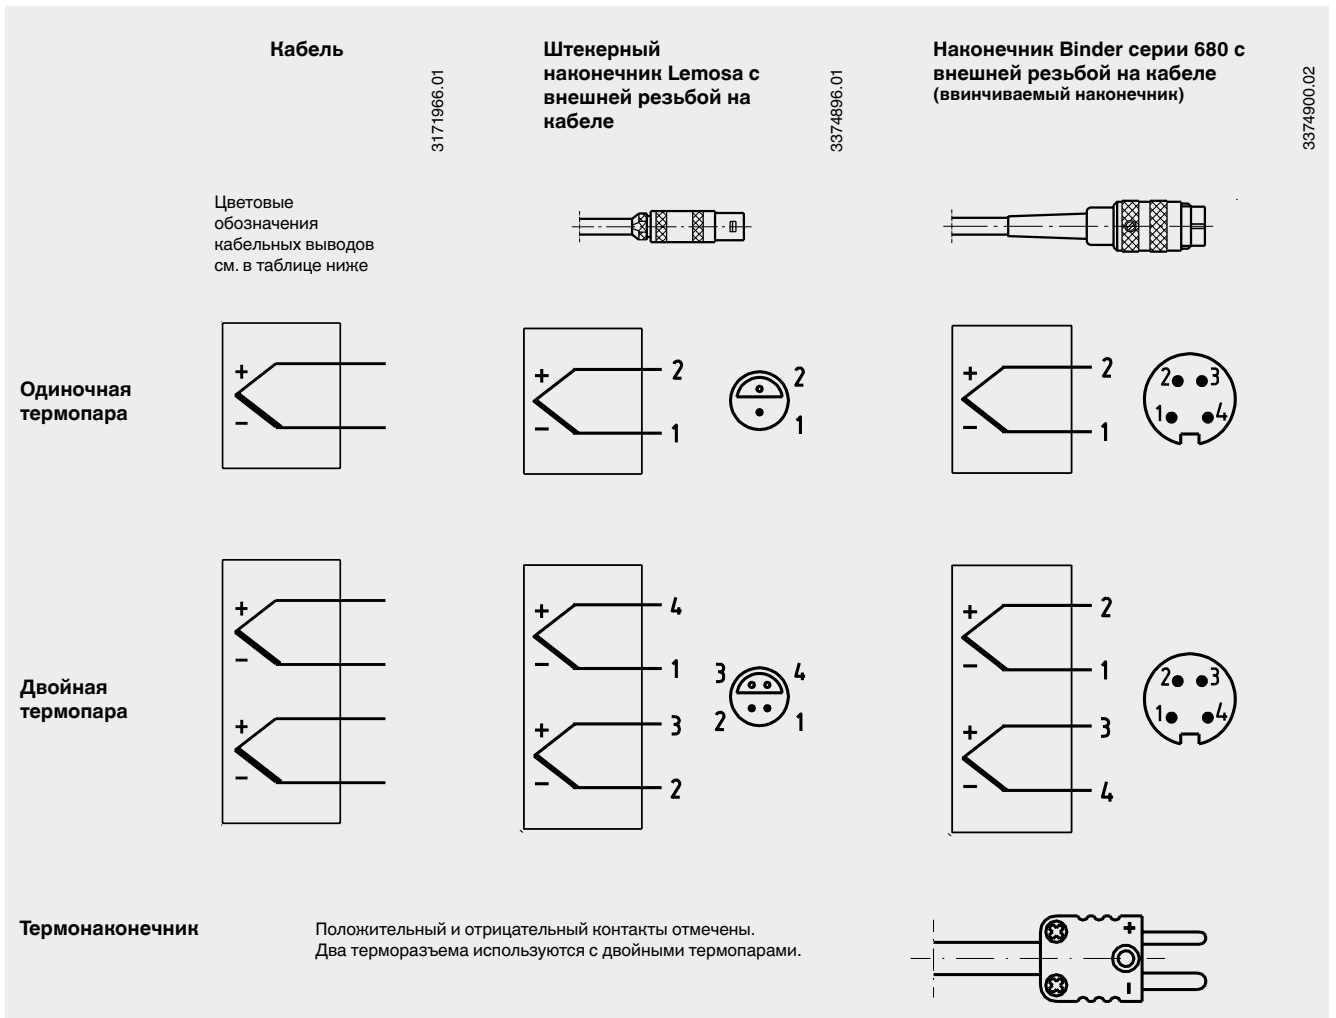 Кабель
3171966.01
Штекерный
наконечник Lemosa с
внешней резьбой на
кабеле
3374896.01
Наконечник Binder серии 680 с
внешней резьбой на кабеле
(ввинчиваемый наконечник)
3374900.02
Цветовые
обозначения
кабельных выводов
см. в таблице ниже
Одиночная
термопара
+
−
+
−
2
1
2
1
+
−
2
1
2 3
1 4
Двойная
термопара
+
−
+
−
+
−
+
−
4
1
3
2
3 4
2 1
+
−
+
−
2
1
3
4
2 3
1 4
Термонаконечник
Положительный и отрицательный контакты отмечены.
Два терморазъема используются с двойными термопарами.
+
−